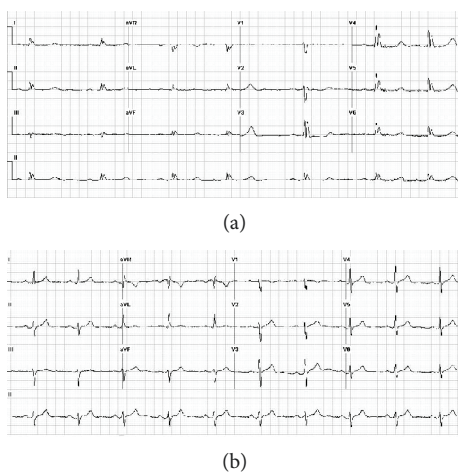 I aVR V1 V4
II aVL V2 V5
III aVF V3 V6
II
(a)
I aVR V1 V4
II aVL V2 V5
III aVF V3 V6
II
(b)